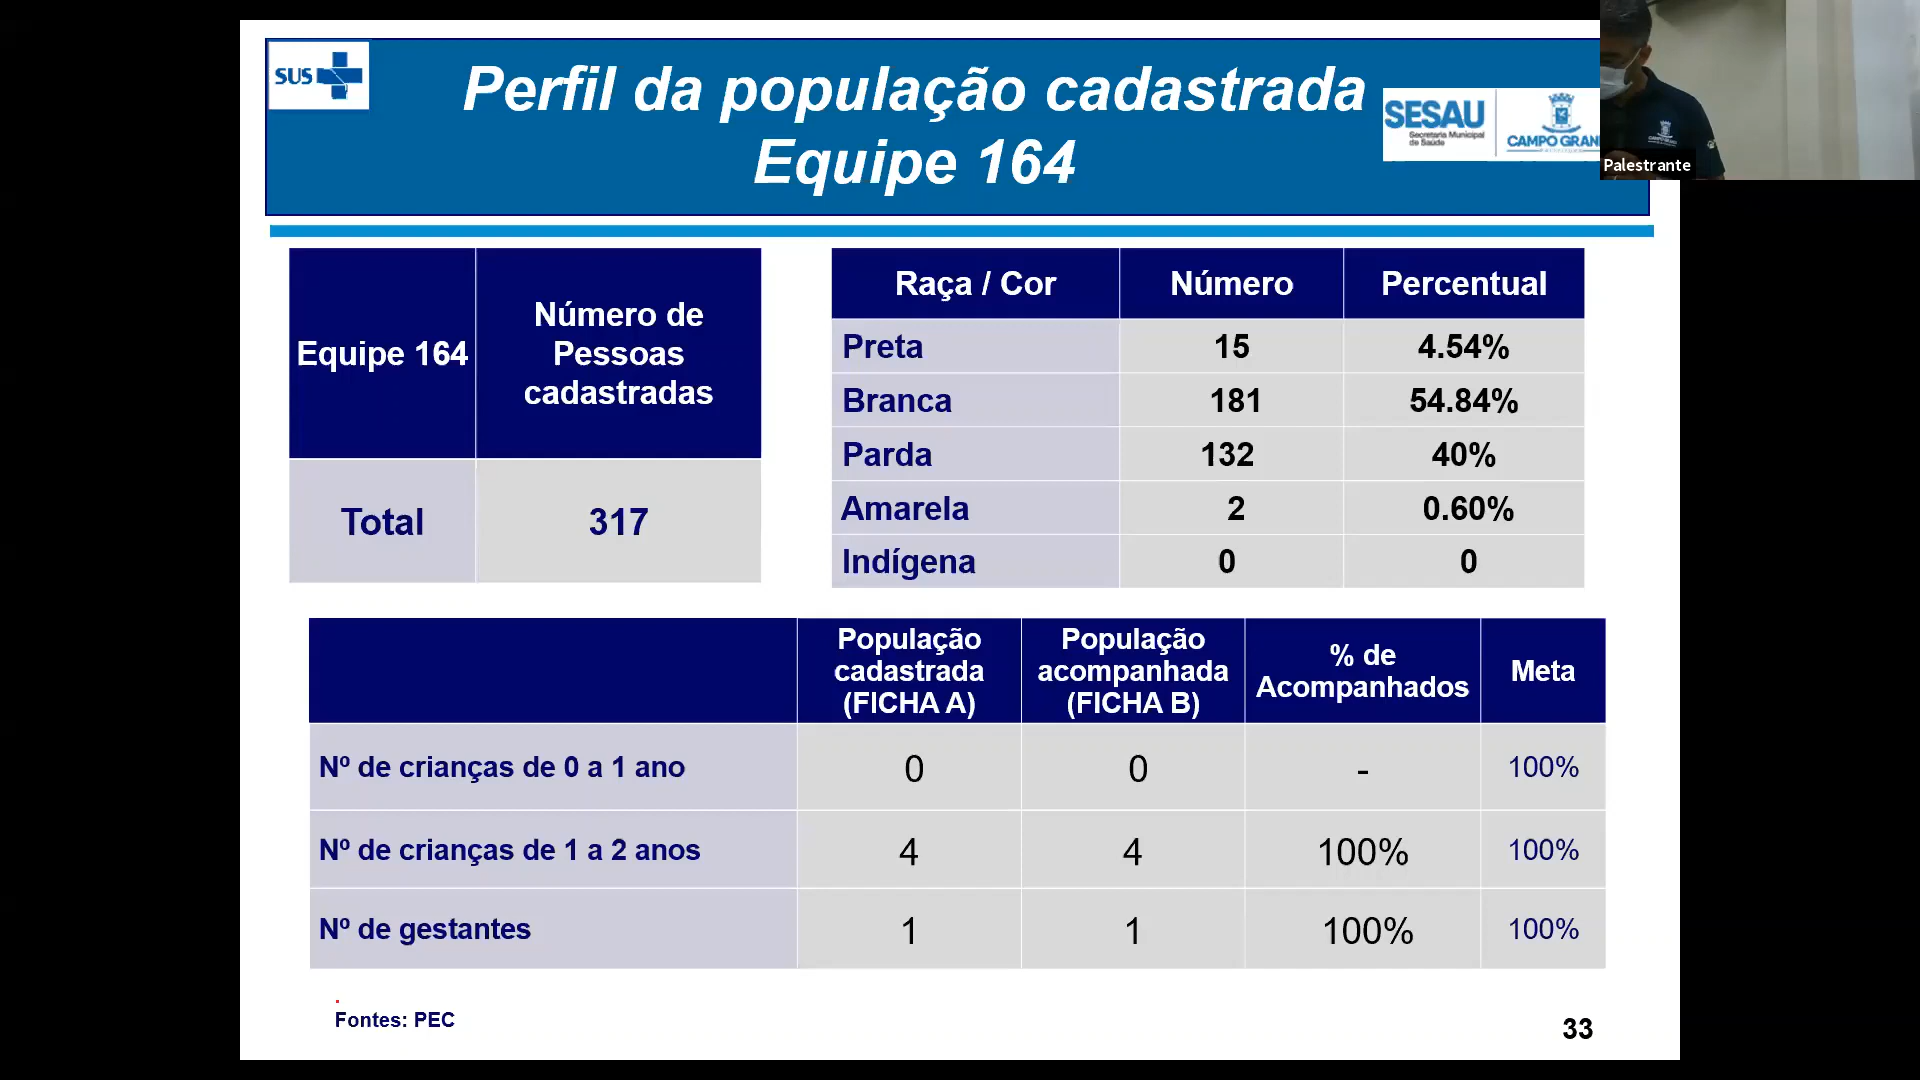 SUS
Perfil da população cadastrada
Equipe 164
SESAU
Secretaria Municipal
de Saúde
CAMPO GRAN
Palestrante
Equipe 164
Número de
Pessoas
cadastradas
Total 317
Raça / Cor Número Percentual
Preta 15 4.54%
Branca 181 54.84%
Parda 132 40%
Amarela 2 0.60%
Indígena 0 0
População
cadastrada
(FICHA A)
População
acompanhada
(FICHA B)
% de
Acompanhados
Meta
Nº de crianças de 0 a 1 ano 0 0 - 100%
Nº de crianças de 1 a 2 anos 4 4 100% 100%
Nº de gestantes 1 1 100% 100%
.
Fontes: PEC
33